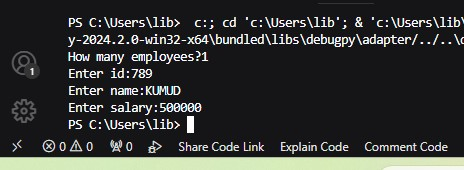 PS C:\Users\lib>  c:; cd 'c:\Users\lib'; & 'c:\Users\lib\
y-2024.2.0-win32-x64\bundled\libs\debugpy\adapter/../..\
How many employees?1
Enter id:789
Enter name:KUMUD
Enter salary:500000
PS C:\Users\lib>
1
0 0 0 Share Code Link Explain Code Comment Code